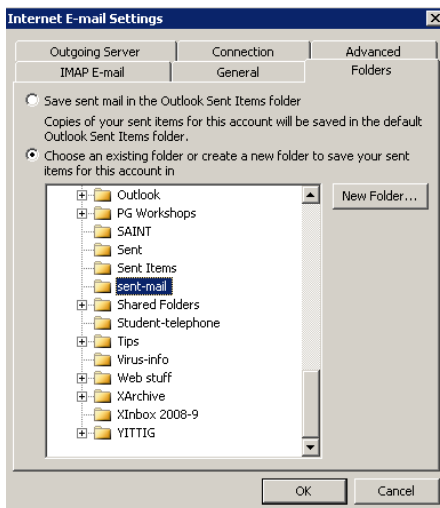 Internet E-mail Settings
Outgoing Server Connection Advanced
IMAP E-mail General Folders
Save sent mail in the Outlook Sent Items folder
Copies of your sent items for this account will be saved in the default
Outlook Sent Items folder.
Choose an existing folder or create a new folder to save your sent
items for this account in
Outlook
New Folder...
PG Workshops
SAINT
Sent
Sent Items
sent-mail
Shared Folders
Student-telephone
Tips
Virus-info
Web stuff
XArchive
XInbox 2008-9
YITTIG
OK Cancel